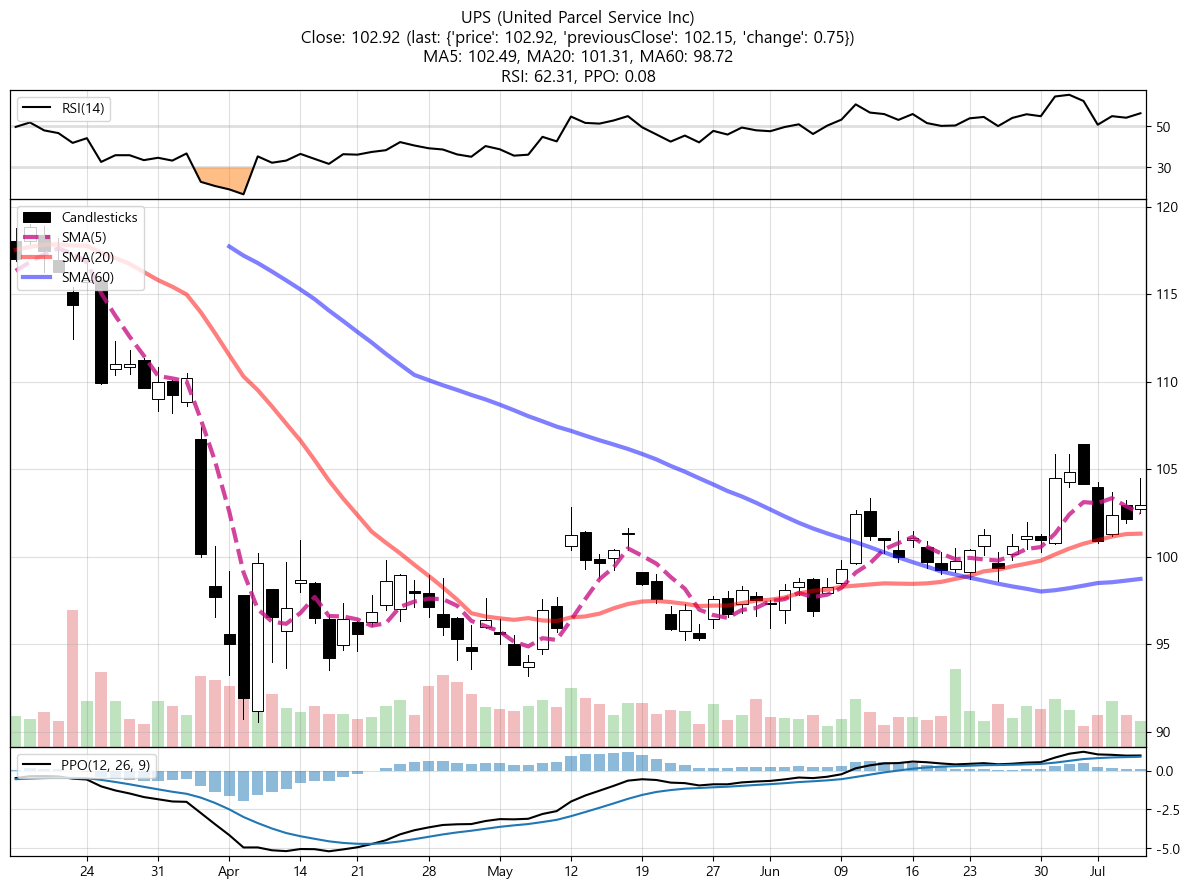 UPS (United Parcel Service Inc)
Close: 102.92 (last: {'price': 102.92, 'previousClose': 102.15, 'change': 0.75})
MA5: 102.49, MA20: 101.31, MA60: 98.72
RSI: 62.31, PPO: 0.08
RSI(14)
50
30
Candlesticks
SMA(5)
SMA(20)
SMA(60)
120
115
110
105
100
95
90
PPO(12, 26, 9)
0.0
-2.5
-5.0
24 31 Apr 14 21 28 May 12 19 27 Jun 09 16 23 30 Jul